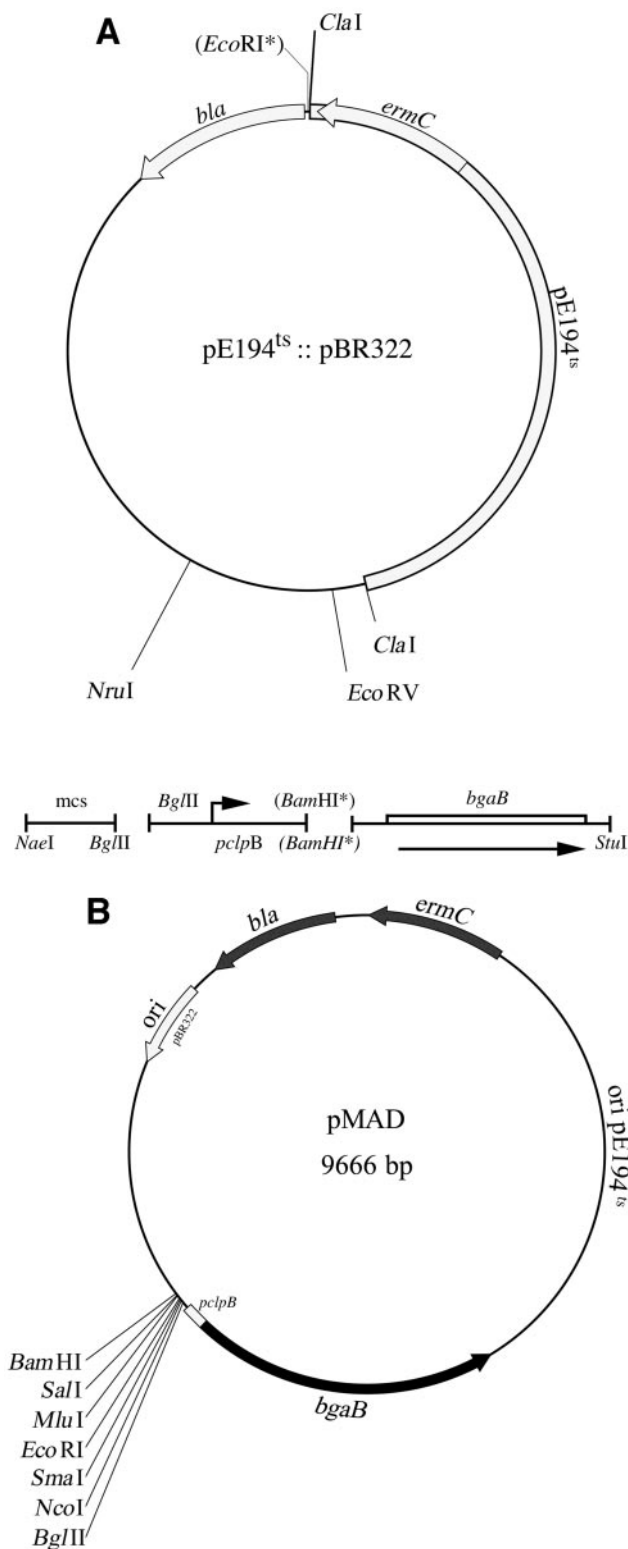 A
ClaI
(EcoRI*)
bla
ermC
pE194ts
pE194ts :: pBR322
ClaI
NruI
EcoRV
mcs
BglII
(BamHI*)
bgaB
NaeI
BglII
pclpB
(BamHI*)
StuI
B
bla
ermC
ori
pBR322
pMAD
9666 bp
ori pE194ts
pclpB
BamHI
SalI
MluI
EcoRI
SmaI
NcoI
BglII
bgaB